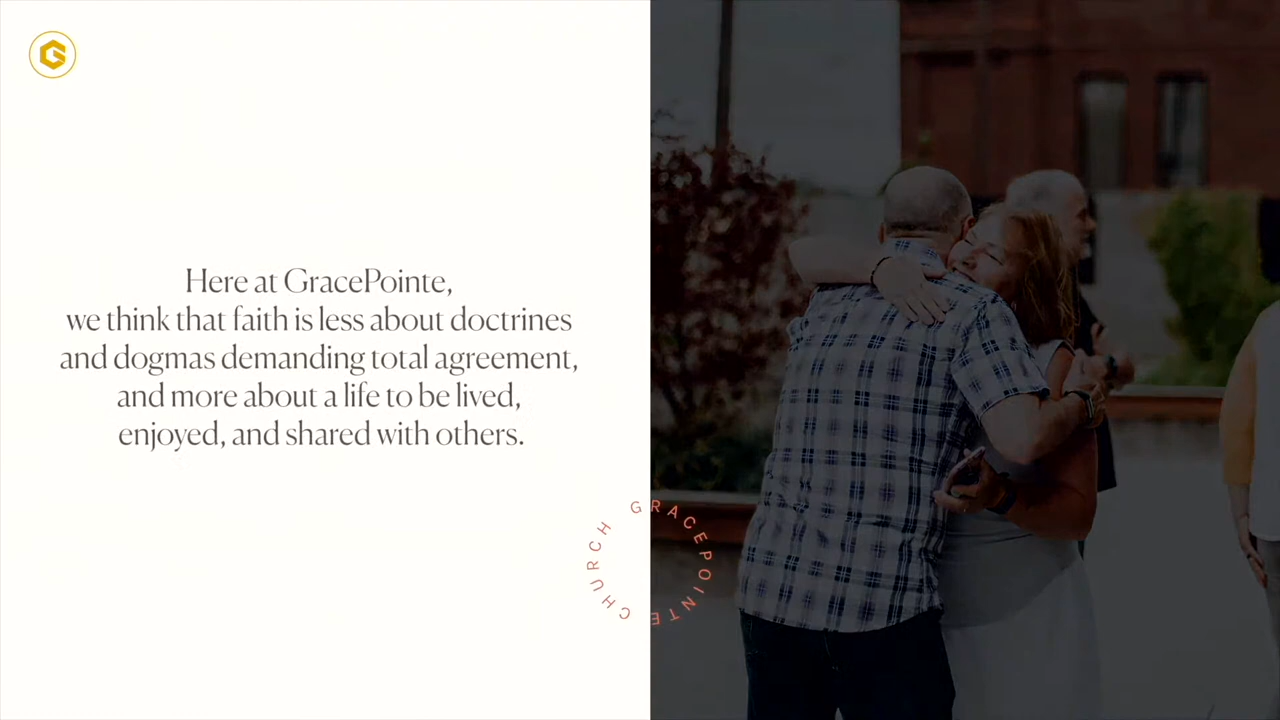 G
Here at GracePointe,
we think that faith is less about doctrines
and dogmas demanding total agreement,
and more about a life to be lived,
enjoyed, and shared with others.
GRACEPOINTE CHURCH